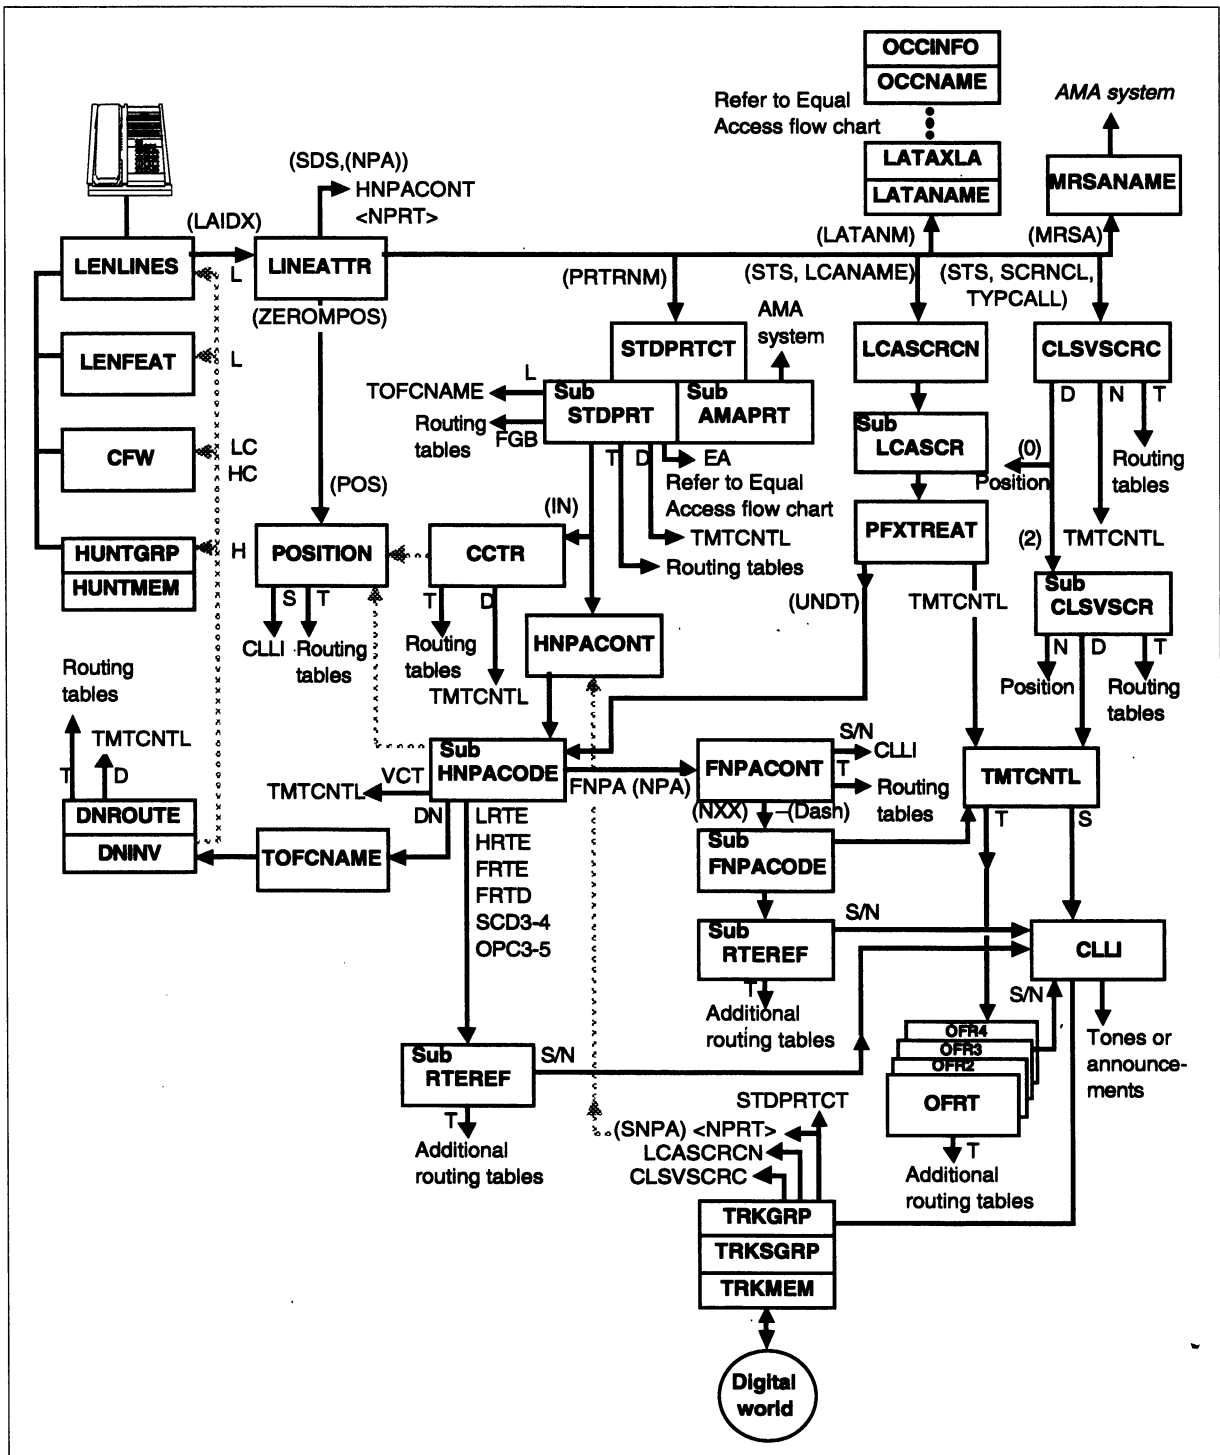 OCCINFO
OCCNAME
Refer to Equal
Access flow chart
AMA system
LATAXLA
LATANAME
MRSANAME
(SDS,(NPA))
HNPACONT
<NPRT>
(LAIDX)
(LATANM)
(MRSA)
LENLINES
L
LINEATTR
(PRTRNM)
(STS, LCANAME)
(STS, SCRNCL,
TYPCALL)
(ZEROMPOS)
AMA
system
LENFEAT
L
STDPRTCT
LCASCRCN
CLSVSCRC
D
N
T
TOFCNAME
L
Sub
STDPRT
Sub
AMAPRT
Routing
tables
FGB
Sub
LCASCR
CFW
LC
HC
T
D
EA
Refer to Equal
Access flow chart
(0)
Position
Routing
tables
(POS)
(IN)
PFXTREAT
TMTCNTL
Routing tables
(2)
TMTCNTL
HUNTGRP
HUNTMEM
H
POSITION
CCTR
S
T
T
D
(UNDT)
TMTCNTL
Sub
CLSVSCR
CLLI
Routing
tables
Routing
tables
HNPACONT
N
D
T
Position
Routing
tables
Routing
tables
TMTCNTL
TMTCNTL
T
D
Sub
HNPACODE
VCT
TMTCNTL
FNPA (NPA)
FNPACONT
S/N
CLLI
T
Routing
tables
TMTCNTL
DNROUTE
DNINV
TOFCNAME
DN
LRTE
HRTE
FRTE
FRTD
SCD3-4
OPC3-5
(NXX)
–(Dash)
T
S
Sub
FNPACODE
Sub
RTEREF
S/N
CLLI
T
Additional
routing tables
S/N
Sub
RTEREF
S/N
T
Additional
routing tables
OFR4
OFR3
OFR2
OFRT
Tones or
announce-
ments
T
Additional
routing tables
STDPRTCT
(SNPA) <NPRT>
LCASCRCN
CLSVSCRC
TRKGRP
TRKSGRP
TRKMEM
Digital
world